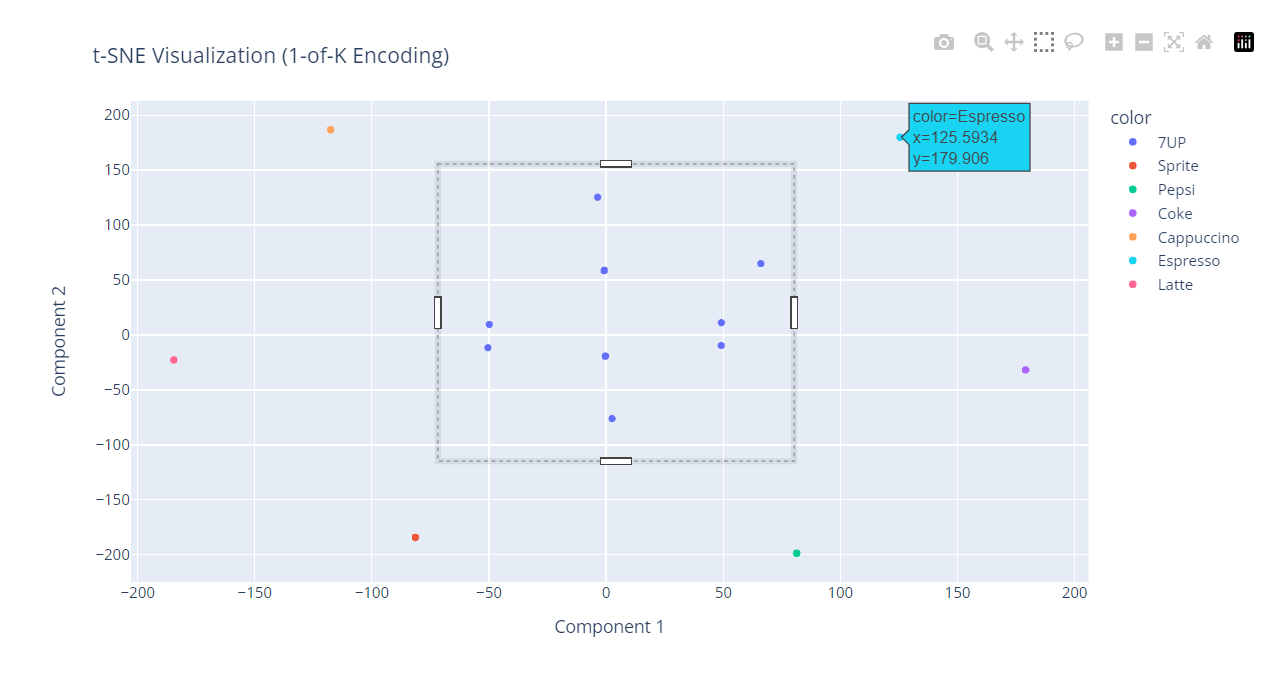 t-SNE Visualization (1-of-K Encoding)
color=Espresso
x=125.5934
y=179.906
color
7UP
Sprite
Pepsi
Coke
Cappuccino
Espresso
Latte
Component 2
200
150
100
50
0
−50
−100
−150
−200
−200
−150
−100
−50
0
50
100
150
200
Component 1